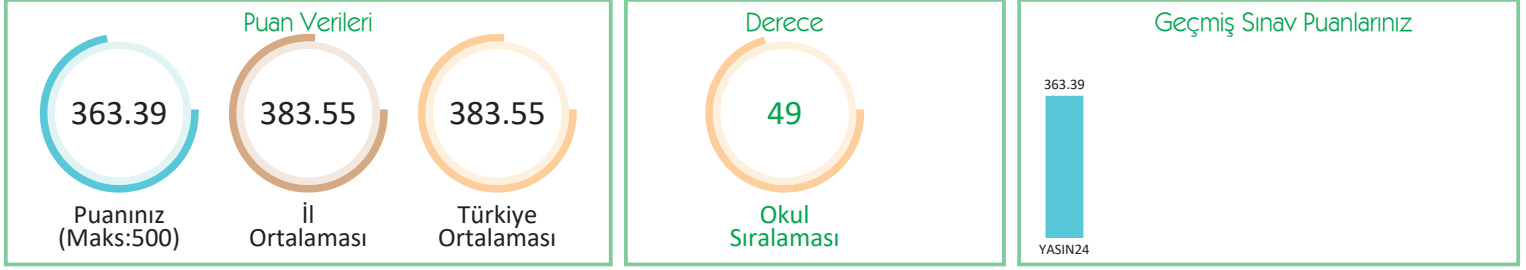 Puan Verileri
363.39
383.55
383.55
Puanınız
(Maks:500)
İl
Ortalaması
Türkiye
Ortalaması
Derece
49
Okul
Sıralaması
Geçmiş Sınav Puanlarınız
363.39
YASIN24